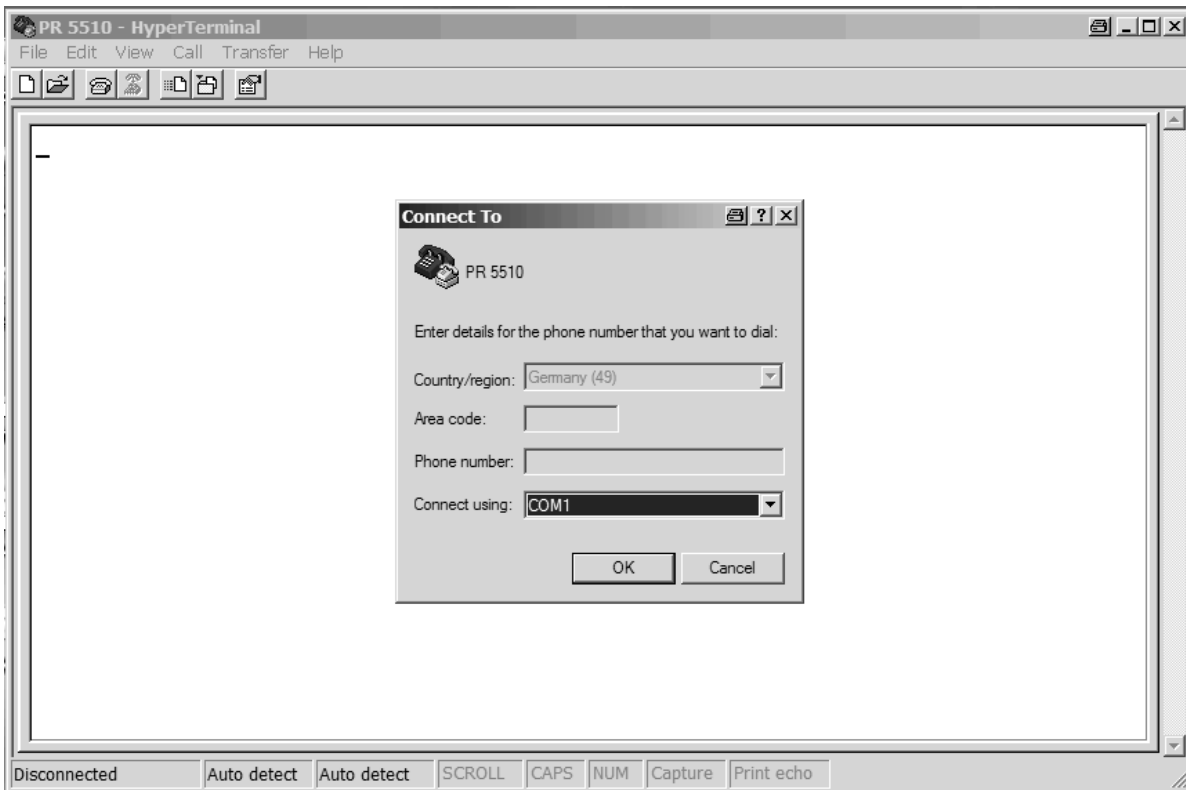 PR 5510 - HyperTerminal
File Edit View Call Transfer Help
Connect To
PR 5510
Enter details for the phone number that you want to dial:
Country/region: Germany (49)
Area code:
Phone number:
Connect using: COM1
OK Cancel
Disconnected Auto detect Auto detect SCROLL CAPS NUM Capture Print echo